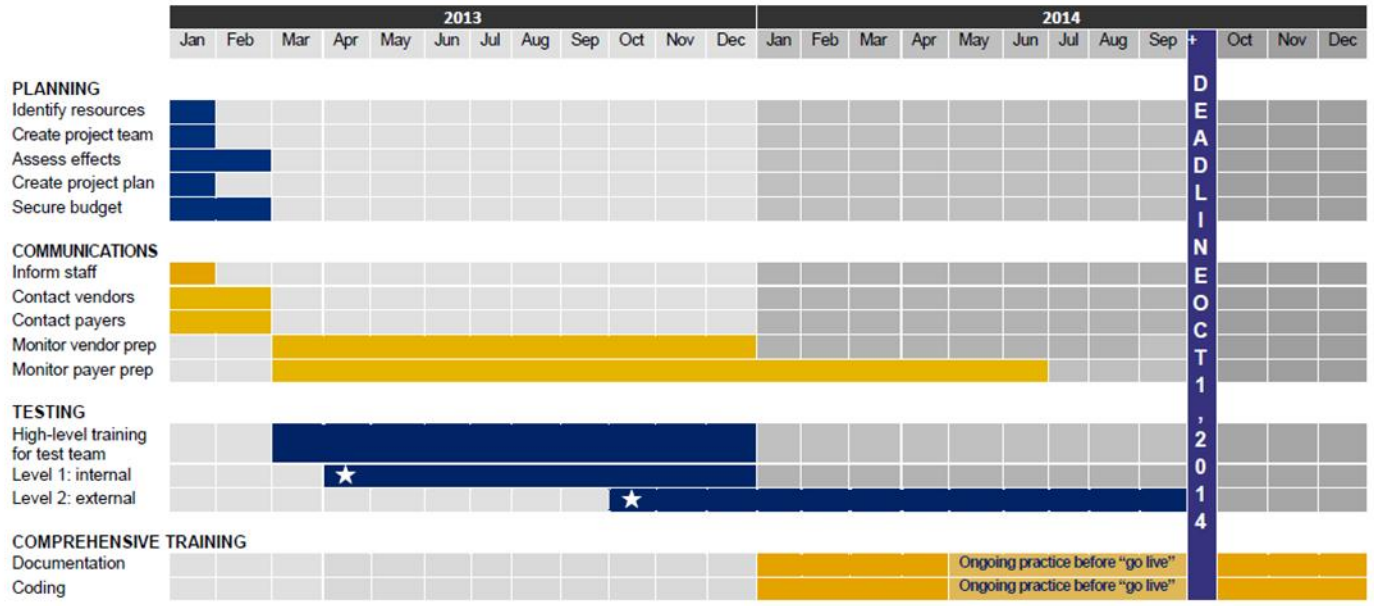 2013 2014
Jan Feb Mar Apr May Jun Jul Aug Sep Oct Nov Dec Jan Feb Mar Apr May Jun Jul Aug Sep + Oct Nov Dec
DEADLINE OCT 1, 2014
PLANNING
Identify resources
Create project team
Assess effects
Create project plan
Secure budget
COMMUNICATIONS
Inform staff
Contact vendors
Contact payers
Monitor vendor prep
Monitor payer prep
TESTING
High-level training
for test team
Level 1: internal
Level 2: external
COMPREHENSIVE TRAINING
Documentation Ongoing practice before “go live”
Coding Ongoing practice before “go live”